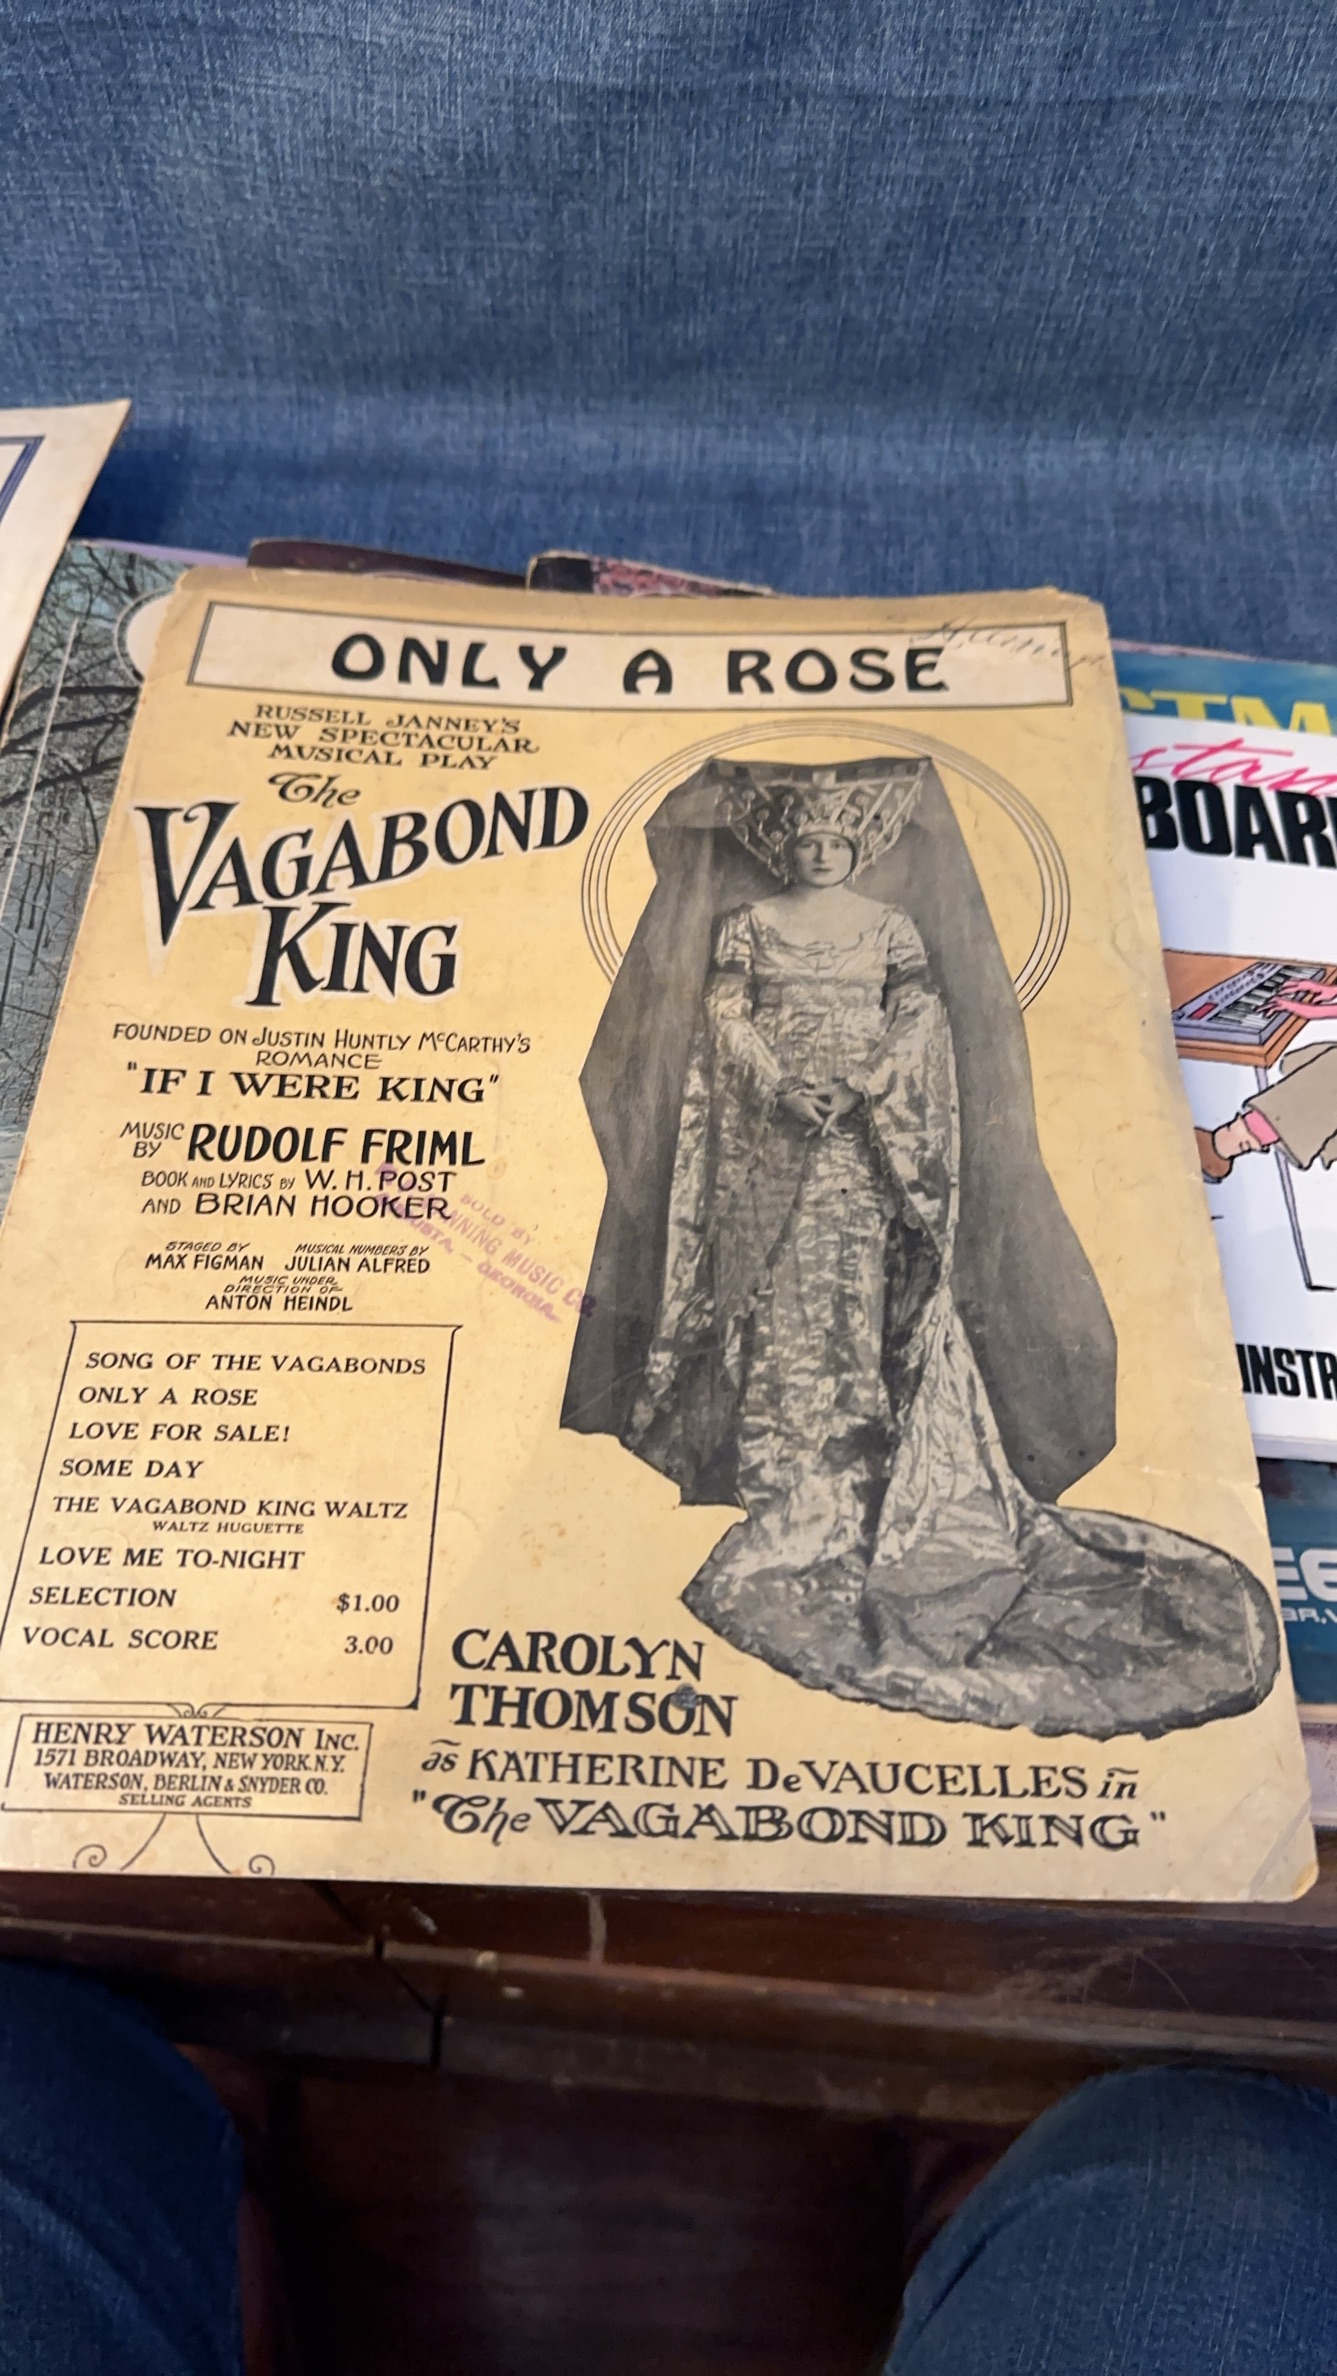 ONLY A ROSE
RUSSELL JANNEY'S
NEW SPECTACULAR
MUSICAL PLAY
The
VAGABOND
KING
FOUNDED ON JUSTIN HUNTLY McCARTHY'S
ROMANCE
"IF I WERE KING"
MUSIC BY RUDOLF FRIML
BOOK AND LYRICS BY W. H. POST
AND BRIAN HOOKER
STAGED BY
MAX FIGMAN
MUSICAL NUMBERS BY
JULIAN ALFRED
MUSIC UNDER
DIRECTION OF
ANTON HEINDL
SOLD BY
MUSIC CO.
AUGUSTA, - GEORGIA.
SONG OF THE VAGABONDS
ONLY A ROSE
LOVE FOR SALE!
SOME DAY
THE VAGABOND KING WALTZ
WALTZ HUGUETTE
LOVE ME TO-NIGHT
SELECTION $1.00
VOCAL SCORE 3.00
HENRY WATERSON INC.
1571 BROADWAY, NEW YORK. N.Y.
WATERSON, BERLIN & SNYDER CO.
SELLING AGENTS
CAROLYN
THOMSON
as KATHERINE DeVAUCELLES in
"The VAGABOND KING"
STM
BOAR
INSTR